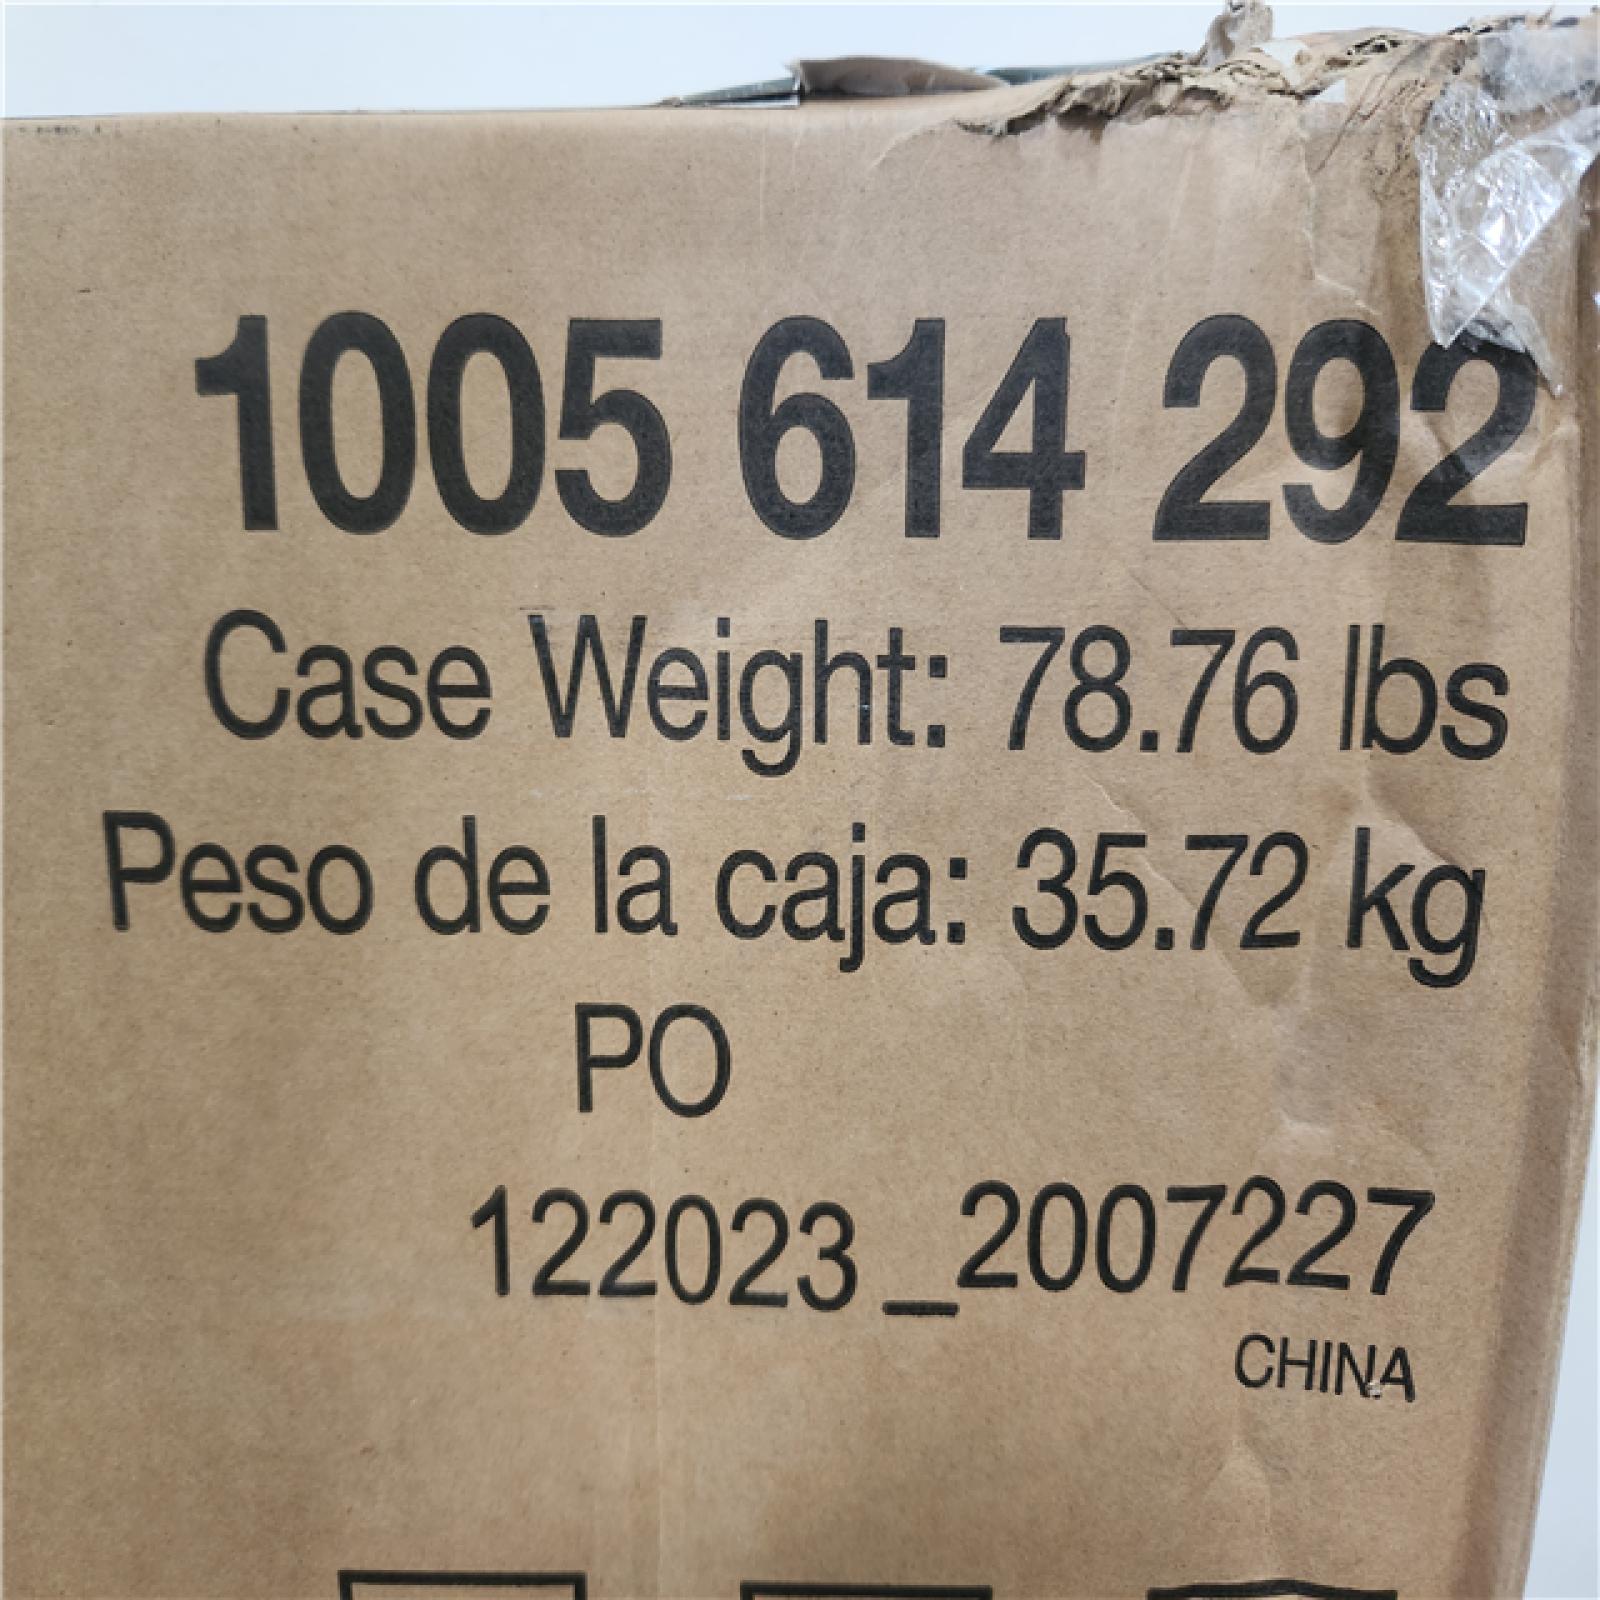 1005 614 292
Case Weight: 78.76 lbs
Peso de la caja: 35.72 kg
PO
122023_2007227
CHINA